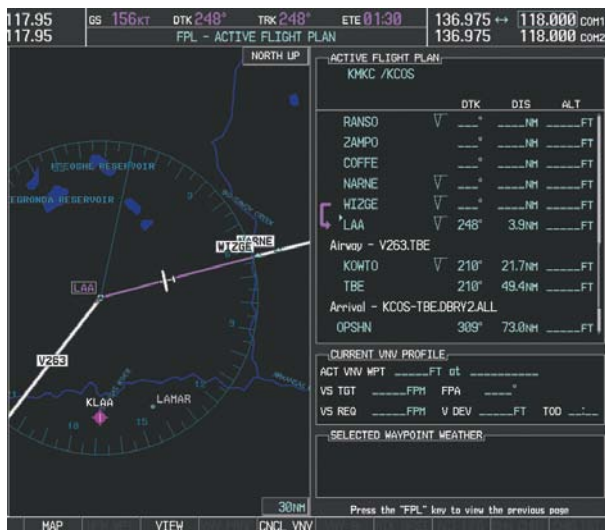 17.95 GS 156KT DTK 248° TRK 248° ETE 01:30 136.975 ↔ 118.000 COM1
17.95 FPL - ACTIVE FLIGHT PLAN 136.975 118.000 COM2
NORTH UP
WIZGE
LAA
V263
KLAA
LAMAR
15
30NM
ACTIVE FLIGHT PLAN
KMKC /KCOS
DTK DIS ALT
RANSO ___° ____NM _____FT
ZAMPO ___° ____NM _____FT
COFFE ___° ____NM _____FT
NARNE ___° ____NM _____FT
WIZGE ___° ____NM _____FT
LAA 248° 3.9NM _____FT
Airway - V263.TBE
KOWTO 210° 21.7NM _____FT
TBE 210° 49.4NM _____FT
Arrival - KCOS-TBE.DBRY2.ALL
OPSHN 309° 73.0NM _____FT
CURRENT VNV PROFILE
ACT VNV WPT _____FT at __________
VS TGT _____FPM FPA ____°
VS REQ _____FPM V DEV _____FT TOD __:__
SELECTED WAYPOINT WEATHER
Press the "FPL" key to view the previous page
MAP VIEW CNCL VNV